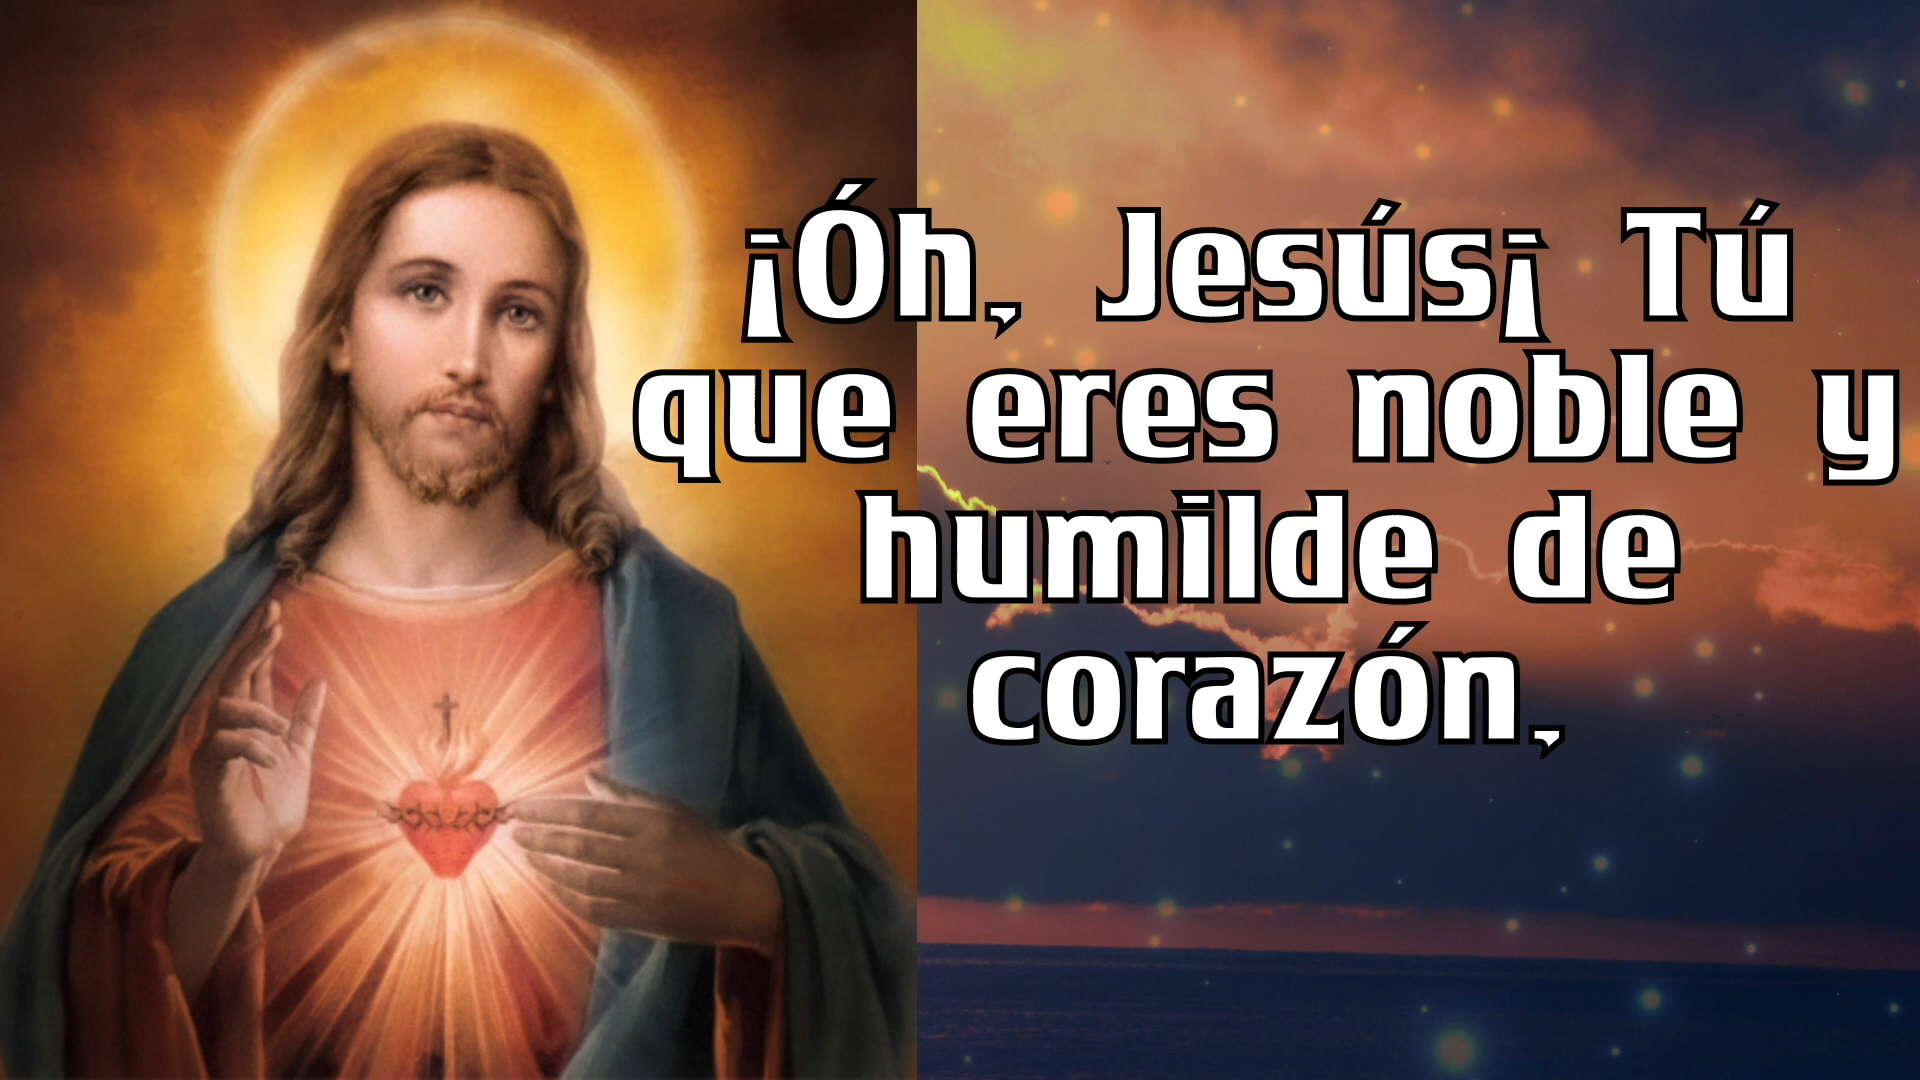 ¡Óh, Jesús¡ Tú
que eres noble y
humilde de
corazón,